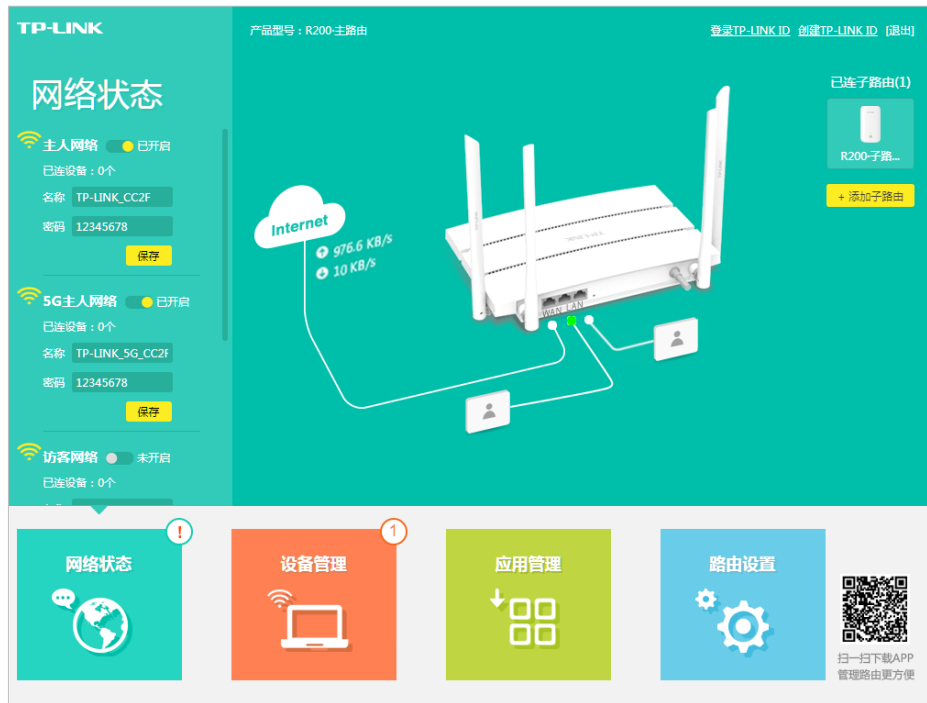 TP-LINK
产品型号：R200-主路由
登录TP-LINK ID 创建TP-LINK ID [退出]
网络状态
主人网络 已开启
已连设备：0个
名称 TP-LINK_CC2F
密码 12345678
保存
5G主人网络 已开启
已连设备：0个
名称 TP-LINK_5G_CC2F
密码 12345678
保存
访客网络 未开启
已连设备：0个
Internet
976.6 KB/s
10 KB/s
TP-LINK
WAN LAN
已连子路由(1)
R200-子路...
+ 添加子路由
网络状态
!
设备管理
1
应用管理
路由设置
扫一扫下载APP
管理路由更方便